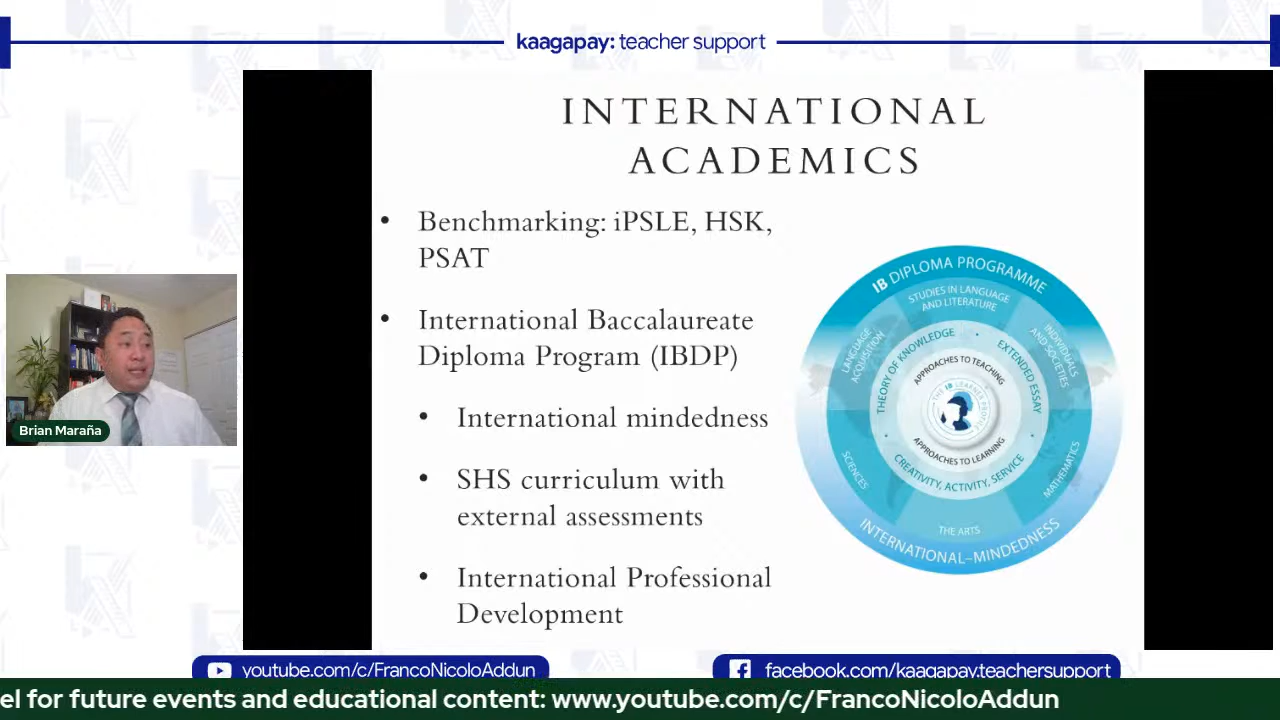 kaagapay: teacher support
INTERNATIONAL
ACADEMICS
• Benchmarking: iPSLE, HSK,
PSAT
• International Baccalaureate
Diploma Program (IBDP)
• International mindedness
• SHS curriculum with
external assessments
• International Professional
Development
IB DIPLOMA PROGRAMME
STUDIES IN LANGUAGE
AND LITERATURE
LANGUAGE
ACQUISITION
INDIVIDUALS
AND SOCIETIES
THEORY OF KNOWLEDGE
EXTENDED ESSAY
APPROACHES TO TEACHING
THE IB LEARNER PROFILE
APPROACHES TO LEARNING
CREATIVITY, ACTIVITY, SERVICE
SCIENCES
MATHEMATICS
THE ARTS
INTERNATIONAL-MINDEDNESS
Brian Maraña
youtube.com/c/FrancoNicoloAddun
facebook.com/kaagapay.teachersupport
el for future events and educational content: www.youtube.com/c/FrancoNicoloAddun